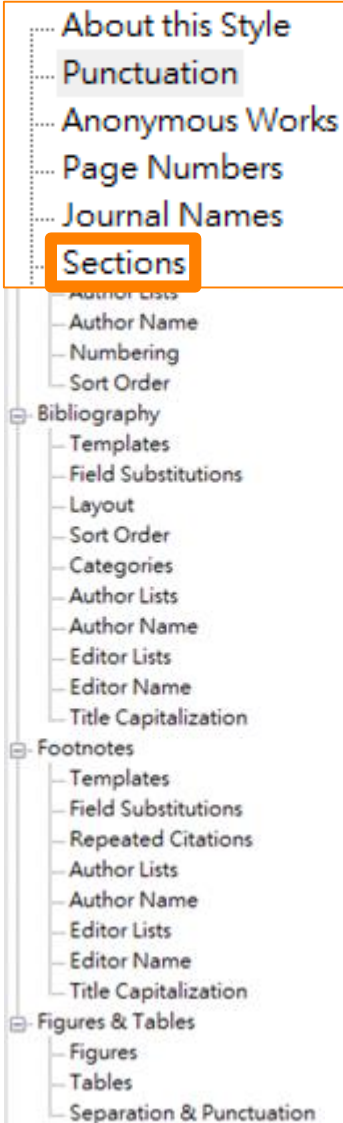 About this Style
Punctuation
Anonymous Works
Page Numbers
Journal Names
Sections
Author Lists
Author Name
Numbering
Sort Order
Bibliography
Templates
Field Substitutions
Layout
Sort Order
Categories
Author Lists
Author Name
Editor Lists
Editor Name
Title Capitalization
Footnotes
Templates
Field Substitutions
Repeated Citations
Author Lists
Author Name
Editor Lists
Editor Name
Title Capitalization
Figures & Tables
Figures
Tables
Separation & Punctuation